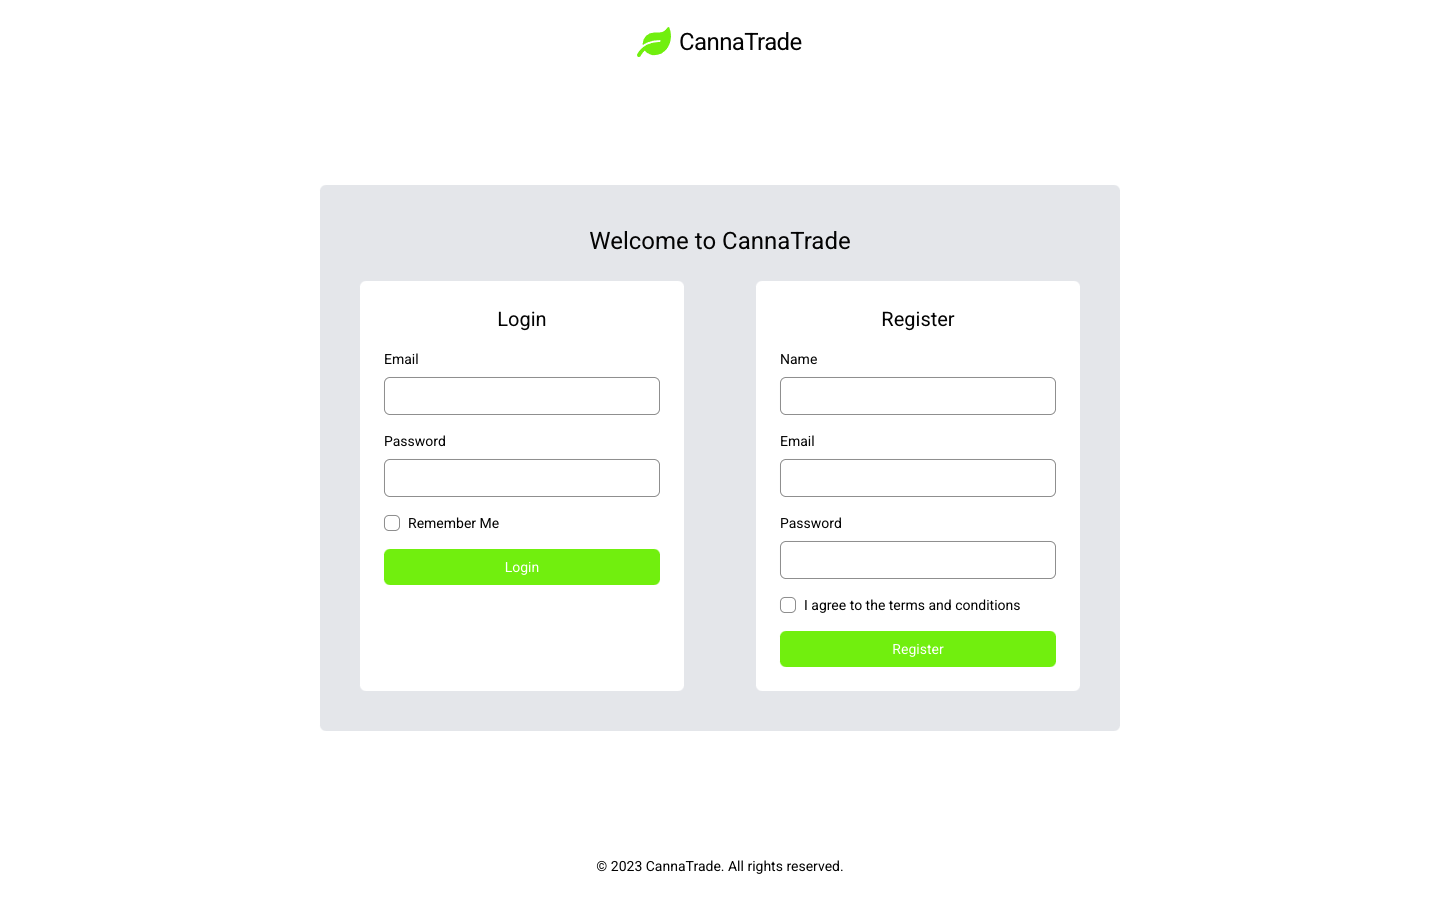 CannaTrade
Welcome to CannaTrade
Login
Email
Password
Remember Me
Login
Register
Name
Email
Password
I agree to the terms and conditions
Register
© 2023 CannaTrade. All rights reserved.